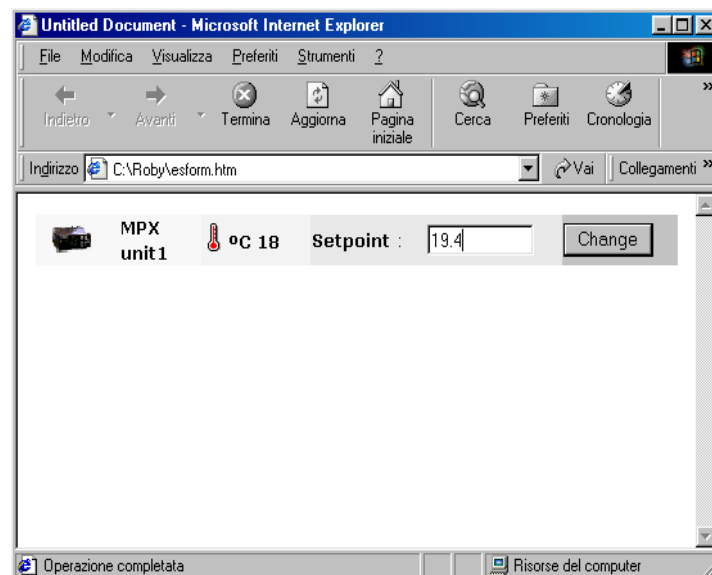 Untitled Document - Microsoft Internet Explorer
File Modifica Visualizza Preferiti Strumenti ?
Indietro Avanti Termina Aggiorna Pagina iniziale Cerca Preferiti Cronologia »
Indirizzo C:\Roby\esform.htm Vai Collegamenti »
MPX unit1 ºC 18 Setpoint : 19.4 Change
Operazione completata Risorse del computer